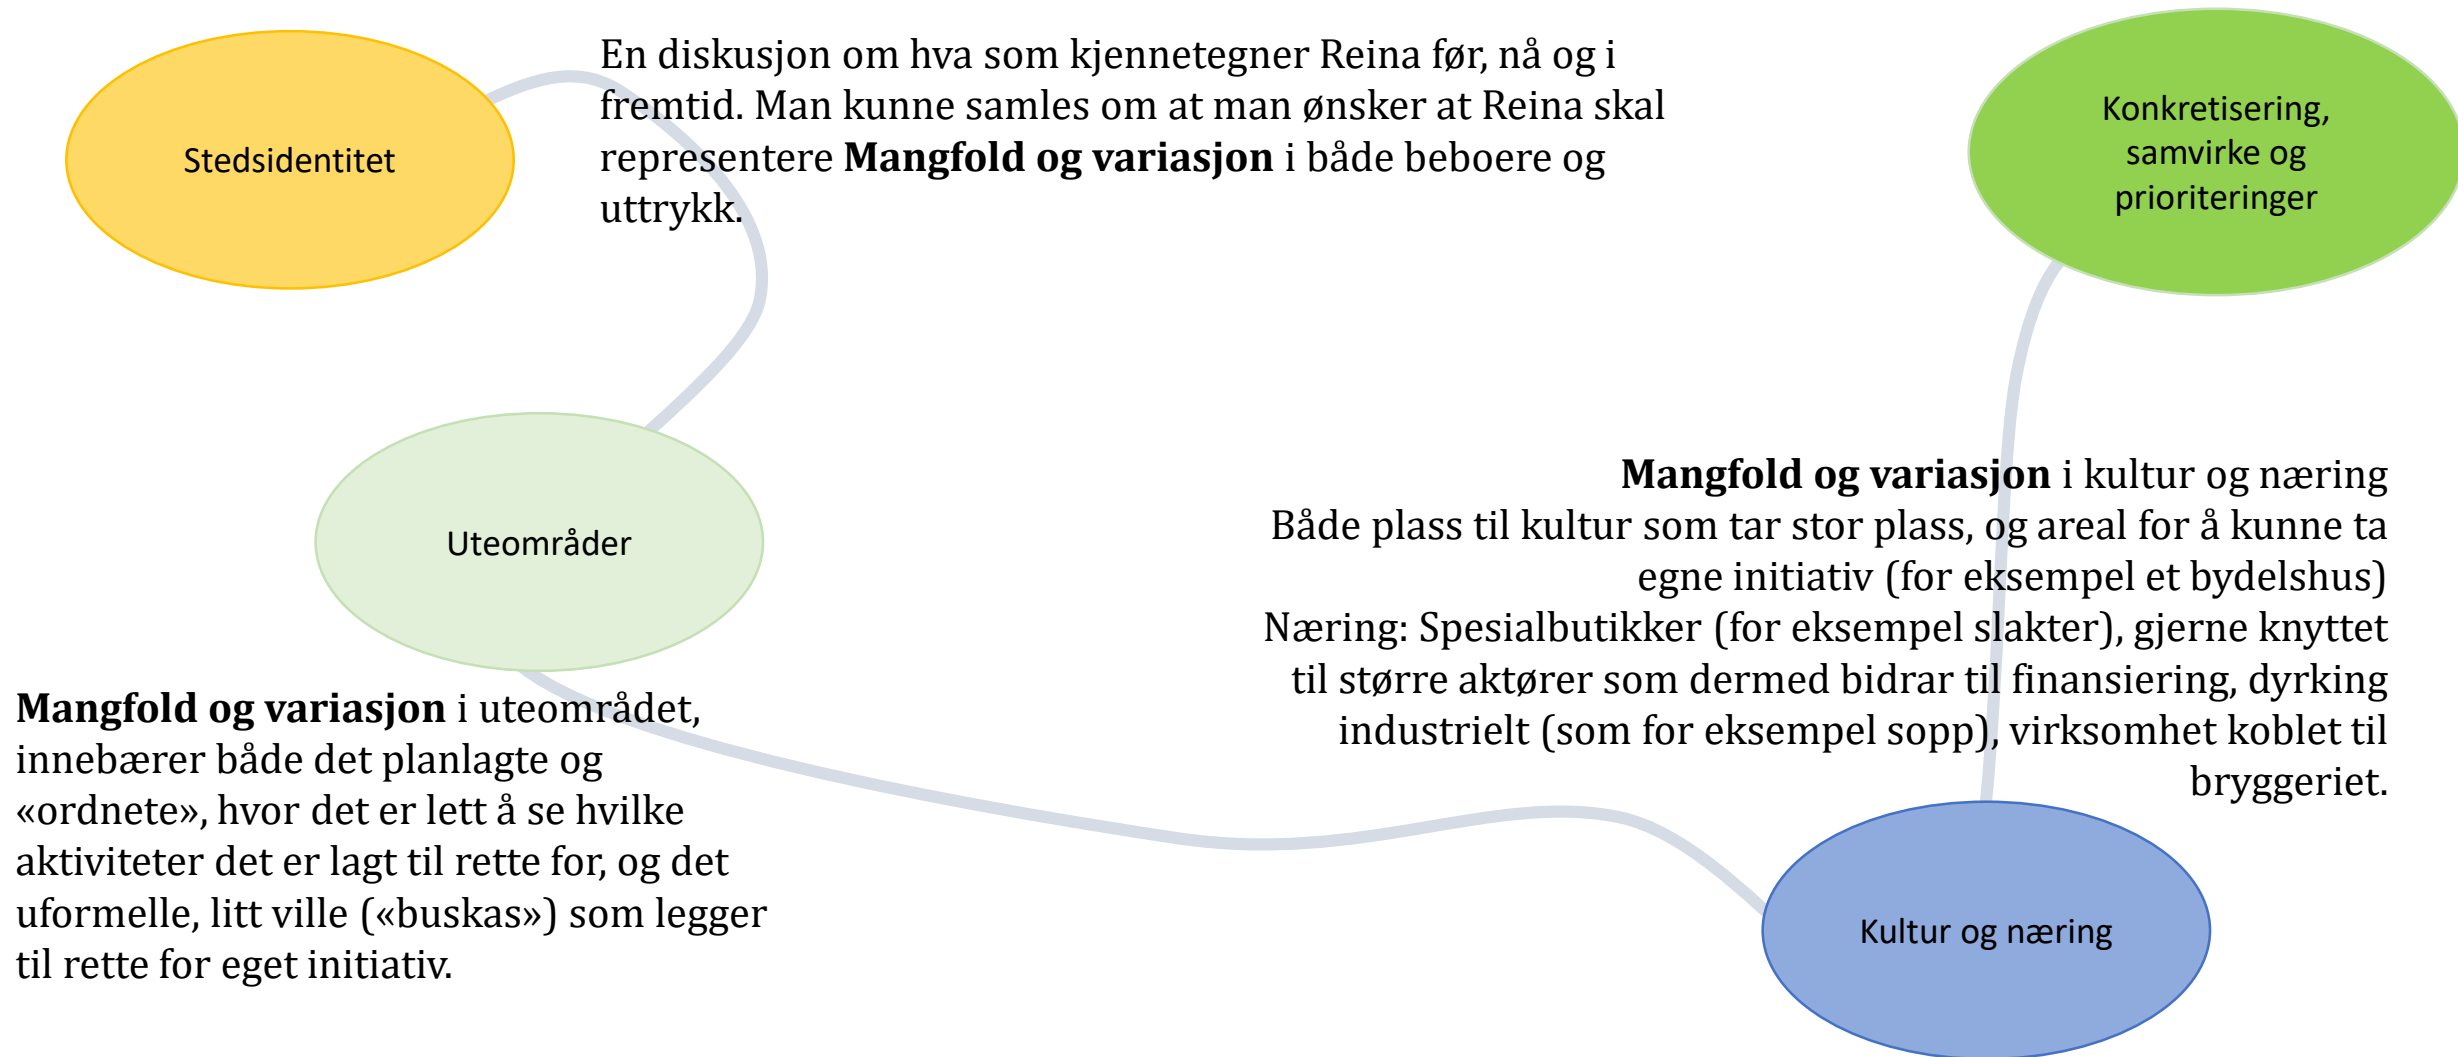 Stedsidentitet
En diskusjon om hva som kjennetegner Reina før, nå og i
fremtid. Man kunne samles om at man ønsker at Reina skal
representere Mangfold og variasjon i både beboere og
uttrykk.
Konkretisering,
samvirke og
prioriteringer
Uteområder
Mangfold og variasjon i uteområdet,
innebærer både det planlagte og
«ordnete», hvor det er lett å se hvilke
aktiviteter det er lagt til rette for, og det
uformelle, litt ville («buskas») som legger
til rette for eget initiativ.
Mangfold og variasjon i kultur og næring
Både plass til kultur som tar stor plass, og areal for å kunne ta
egne initiativ (for eksempel et bydelshus)
Næring: Spesialbutikker (for eksempel slakter), gjerne knyttet
til større aktører som dermed bidrar til finansiering, dyrking
industrielt (som for eksempel sopp), virksomhet koblet til
bryggeriet.
Kultur og næring